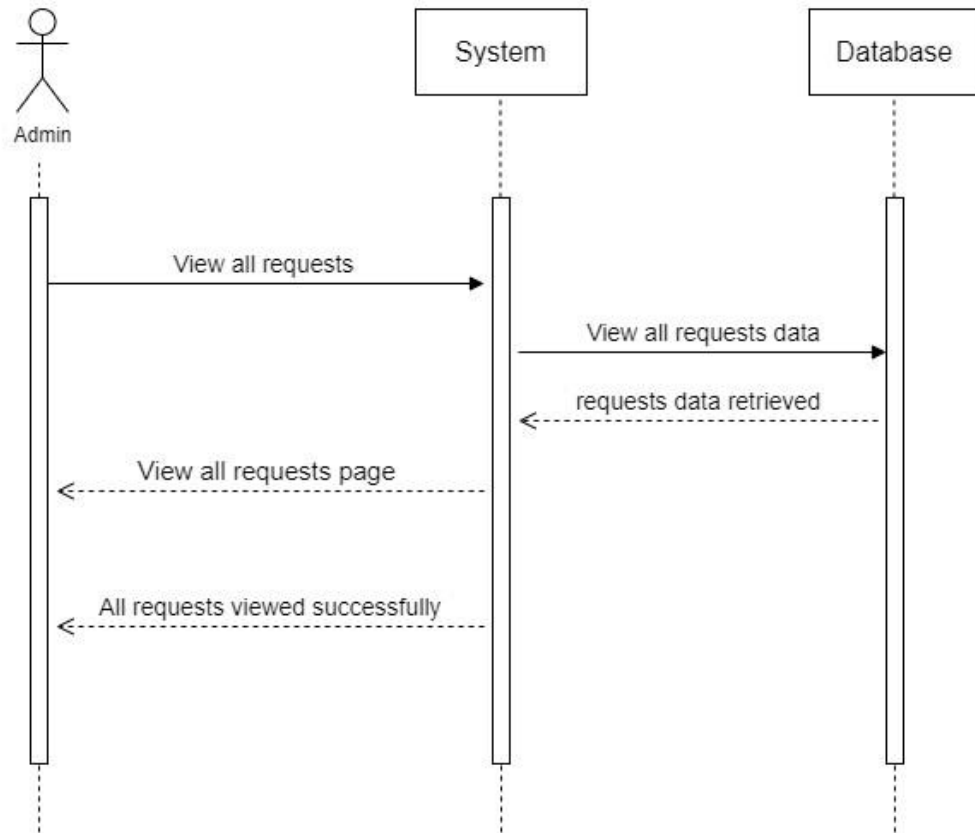 System
Database
Admin
View all requests
View all requests data
requests data retrieved
View all requests page
All requests viewed successfully